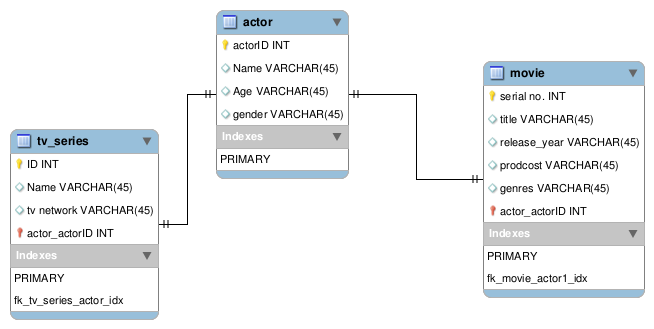 actor
actorID INT
Name VARCHAR(45)
Age VARCHAR(45)
gender VARCHAR(45)
Indexes
PRIMARY
movie
serial no. INT
title VARCHAR(45)
release_year VARCHAR(45)
prodcost VARCHAR(45)
genres VARCHAR(45)
actor_actorID INT
Indexes
PRIMARY
fk_movie_actor1_idx
tv_series
ID INT
Name VARCHAR(45)
tv network VARCHAR(45)
actor_actorID INT
Indexes
PRIMARY
fk_tv_series_actor_idx